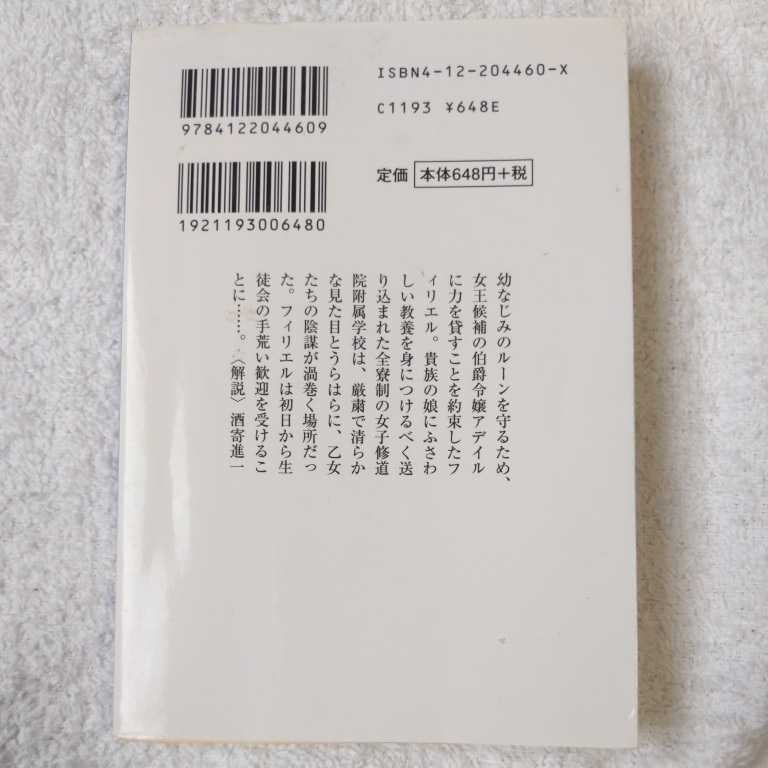 ISBN4-12-204460-X
C1193 ¥648E
9784122044609
定価 本体648円+税
1921193006480
幼なじみのルーンを守るため、
女王候補の伯爵令嬢アデイル
に力を貸すことを約束したフ
ィリエル。貴族の娘にふさわ
しい教養を身につけるべく送
り込まれた全寮制の女子修道
院附属学校は、厳粛で清らか
な見た目とうらはらに、乙女
たちの陰謀が渦巻く場所だっ
た。フィリエルは初日から生
徒会の手荒い歓迎を受けるこ
とに……。〈解説〉酒寄進一